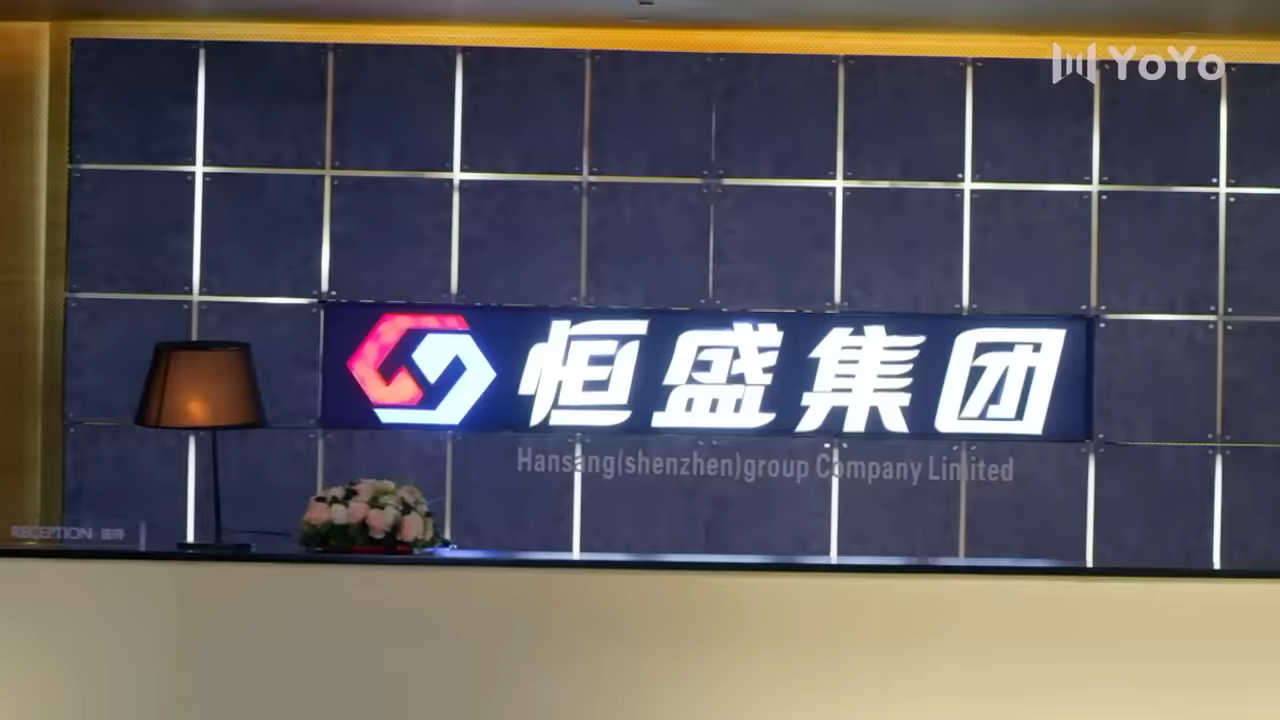 YoYo
恒盛集团
Hansang(shenzhen)group Company Limited
RECEPTION 接待